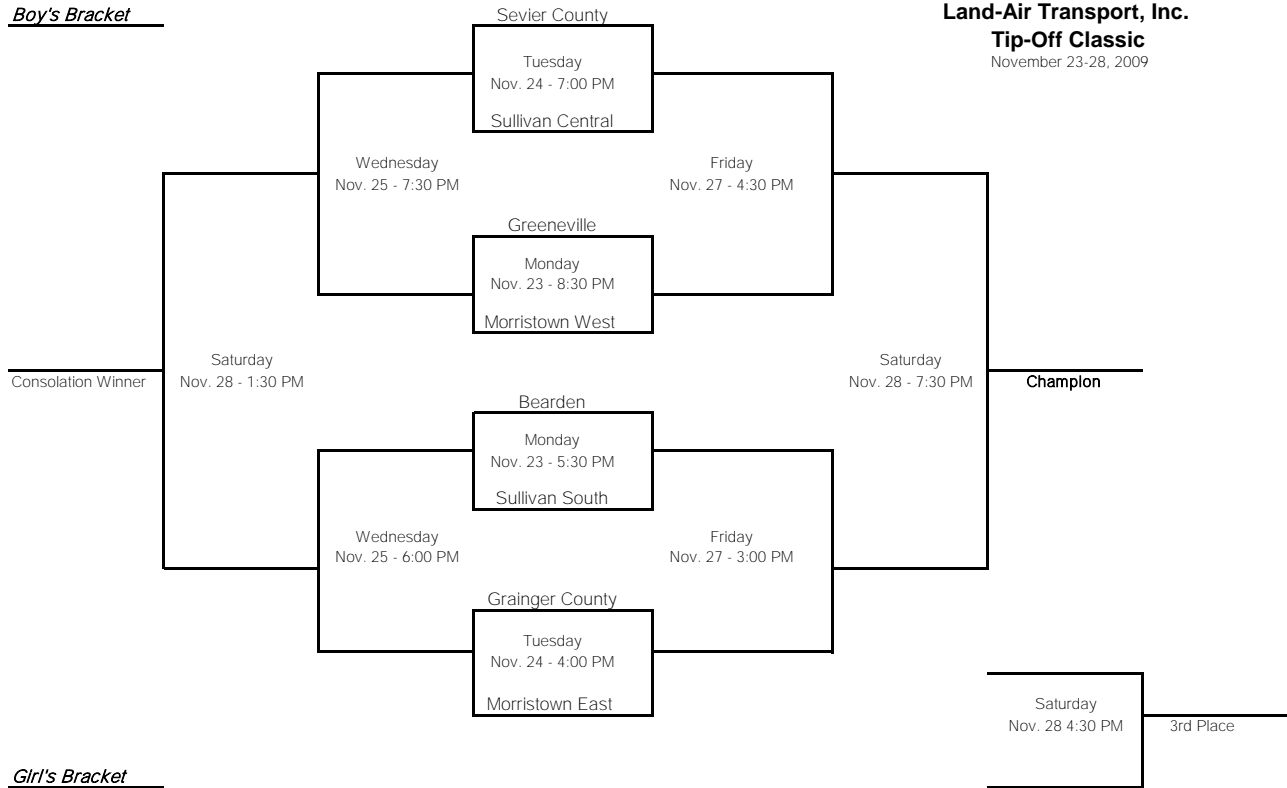 Boy's Bracket
Sevier County
Land-Air Transport, Inc.
Tip-Off Classic
November 23-28, 2009
Tuesday
Nov. 24 - 7:00 PM
Sullivan Central
Wednesday
Nov. 25 - 7:30 PM
Friday
Nov. 27 - 4:30 PM
Greeneville
Monday
Nov. 23 - 8:30 PM
Morristown West
Saturday
Nov. 28 - 1:30 PM
Consolation Winner
Saturday
Nov. 28 - 7:30 PM
Champion
Bearden
Monday
Nov. 23 - 5:30 PM
Sullivan South
Wednesday
Nov. 25 - 6:00 PM
Friday
Nov. 27 - 3:00 PM
Grainger County
Tuesday
Nov. 24 - 4:00 PM
Morristown East
Saturday
Nov. 28 4:30 PM
3rd Place
Girl's Bracket